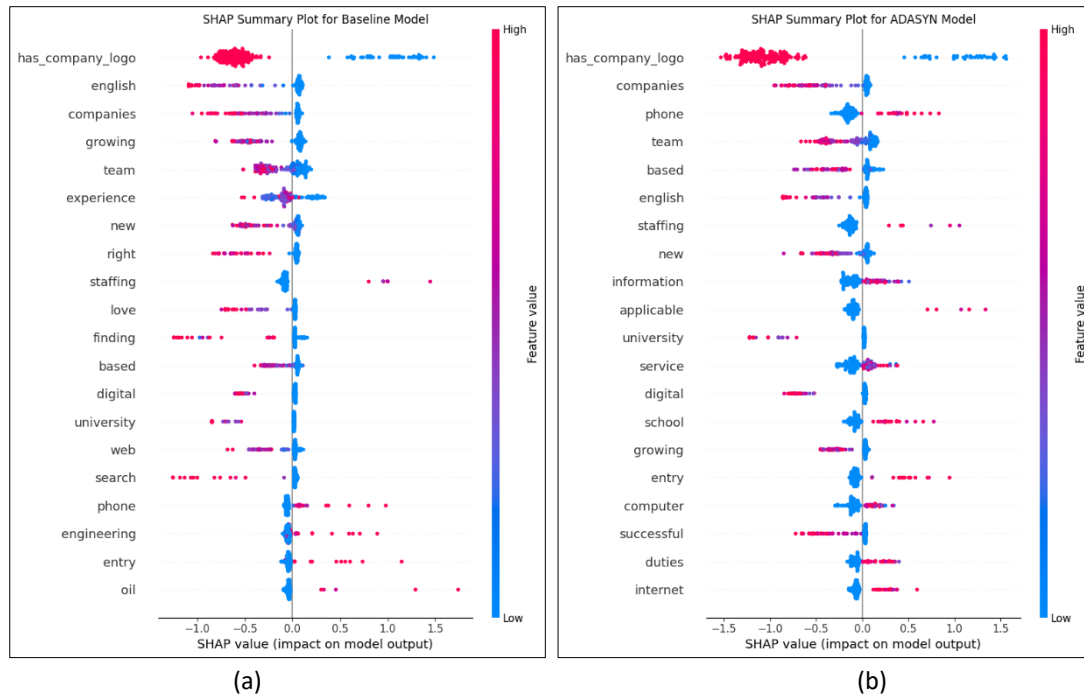 SHAP Summary Plot for Baseline Model
High
has_company_logo
english
companies
growing
team
experience
new
right
staffing
love
finding
based
digital
university
web
search
phone
engineering
entry
oil
Feature value
Low
−1.0 −0.5 0.0 0.5 1.0 1.5
SHAP value (impact on model output)
(a)
SHAP Summary Plot for ADASYN Model
High
has_company_logo
companies
phone
team
based
english
staffing
new
information
applicable
university
service
digital
school
growing
entry
computer
successful
duties
internet
Feature value
Low
−1.5 −1.0 −0.5 0.0 0.5 1.0 1.5
SHAP value (impact on model output)
(b)